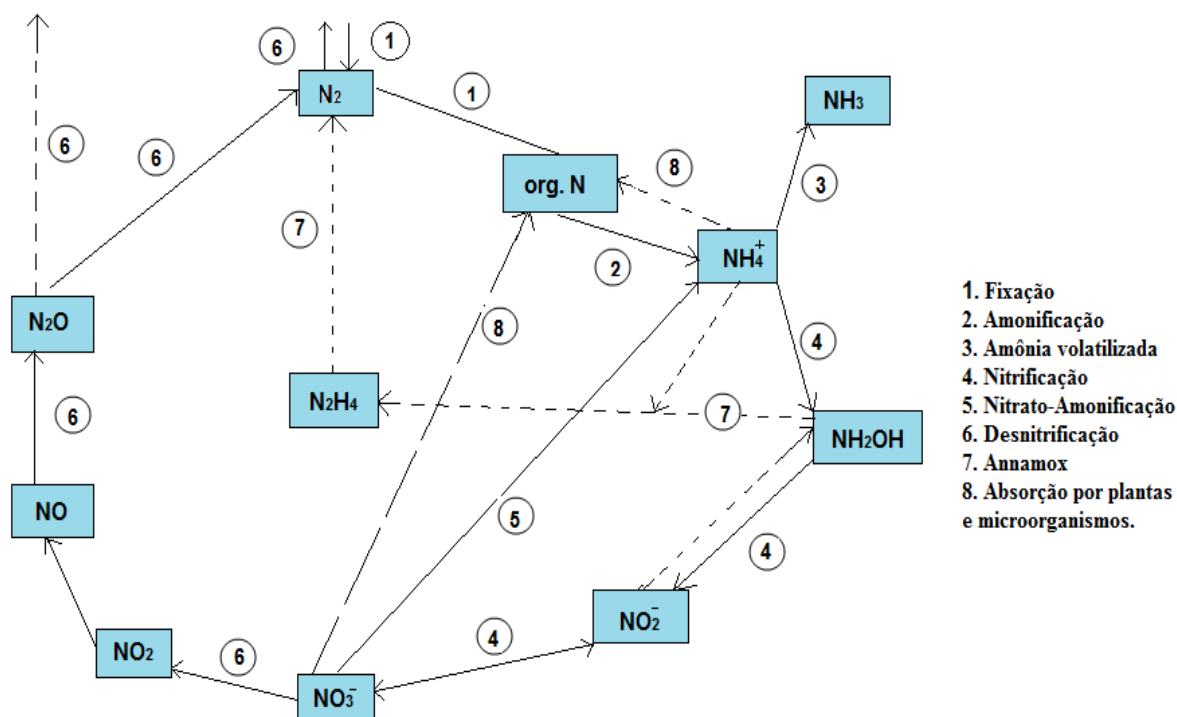 6
1
N₂
1
NH₃
6
6
org. N
8
3
7
2
NH₄⁺
N₂O
8
4
1. Fixação
2. Amonificação
3. Amônia volatilizada
4. Nitrificação
5. Nitrato-Amonificação
6. Desnitrificação
7. Annamox
8. Absorção por plantas
e microorganismos.
6
N₂H₄
7
NH₂OH
NO
5
4
NO₂⁻
NO₂
6
4
NO₃⁻